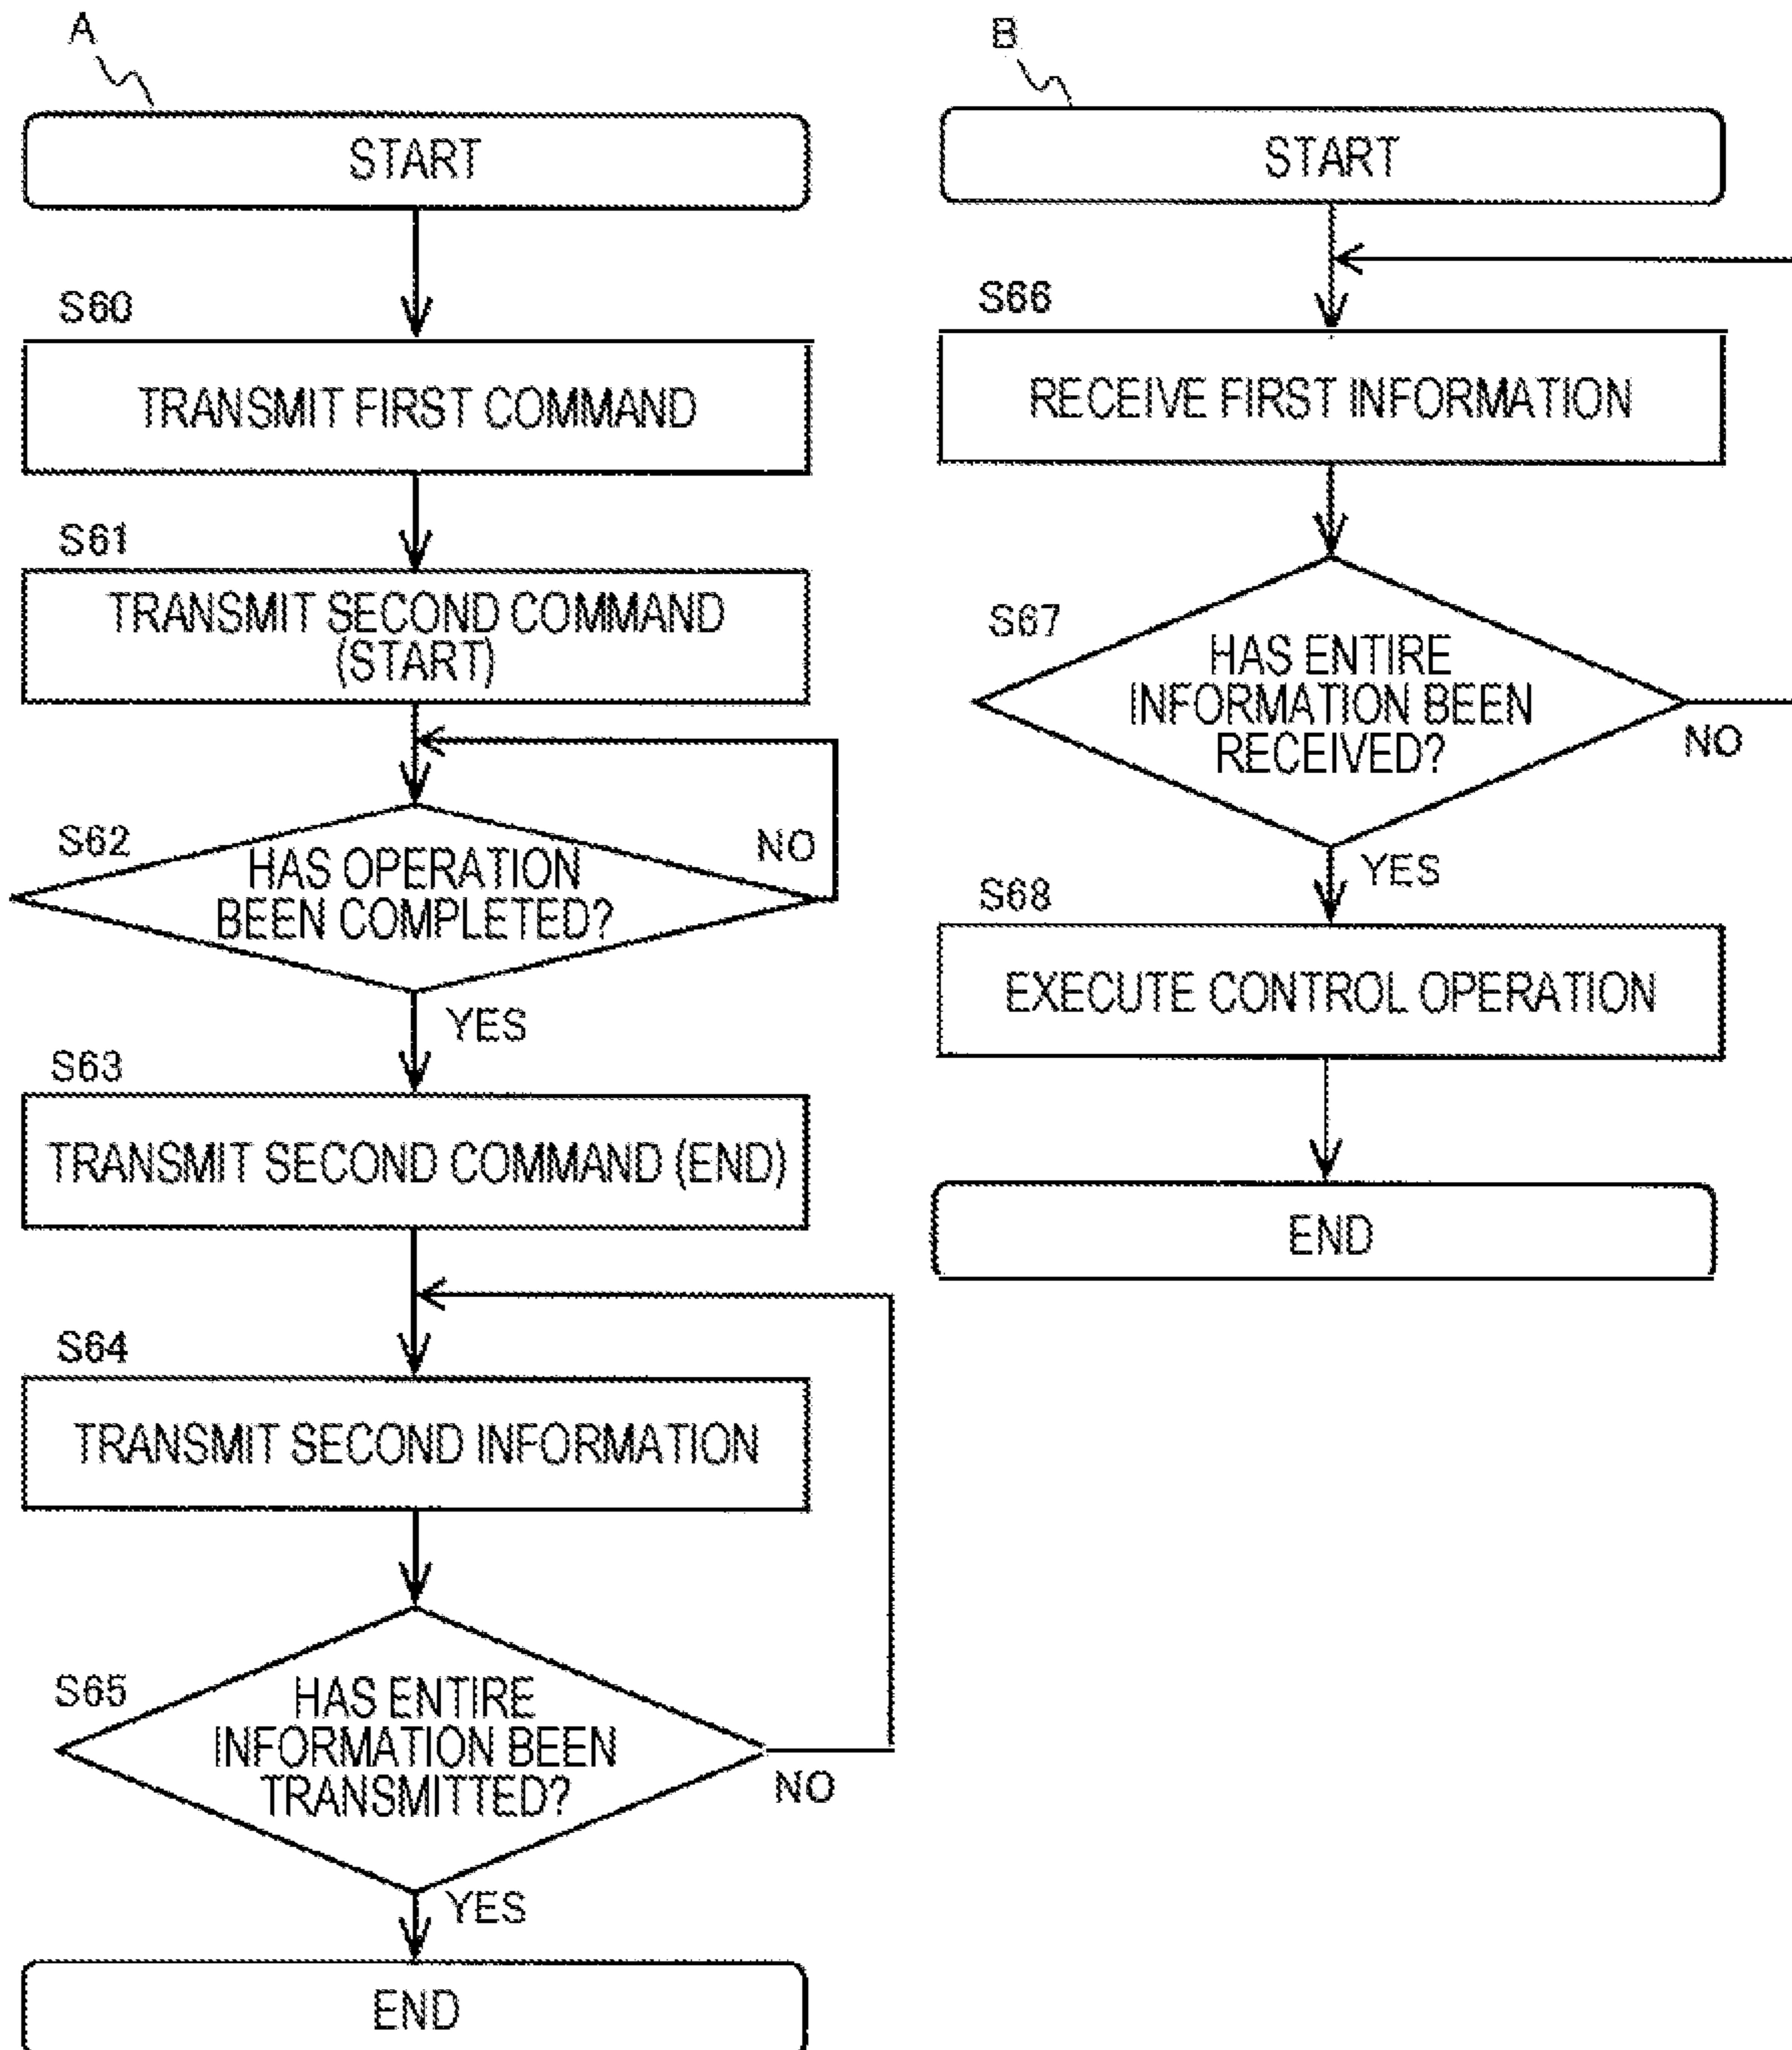 A
START
S60
TRANSMIT FIRST COMMAND
S61
TRANSMIT SECOND COMMAND
(START)
S62
HAS OPERATION
BEEN COMPLETED?
NO
YES
S63
TRANSMIT SECOND COMMAND (END)
S64
TRANSMIT SECOND INFORMATION
S65
HAS ENTIRE
INFORMATION BEEN
TRANSMITTED?
NO
YES
END
B
START
S66
RECEIVE FIRST INFORMATION
S67
HAS ENTIRE
INFORMATION BEEN
RECEIVED?
NO
YES
S68
EXECUTE CONTROL OPERATION
END